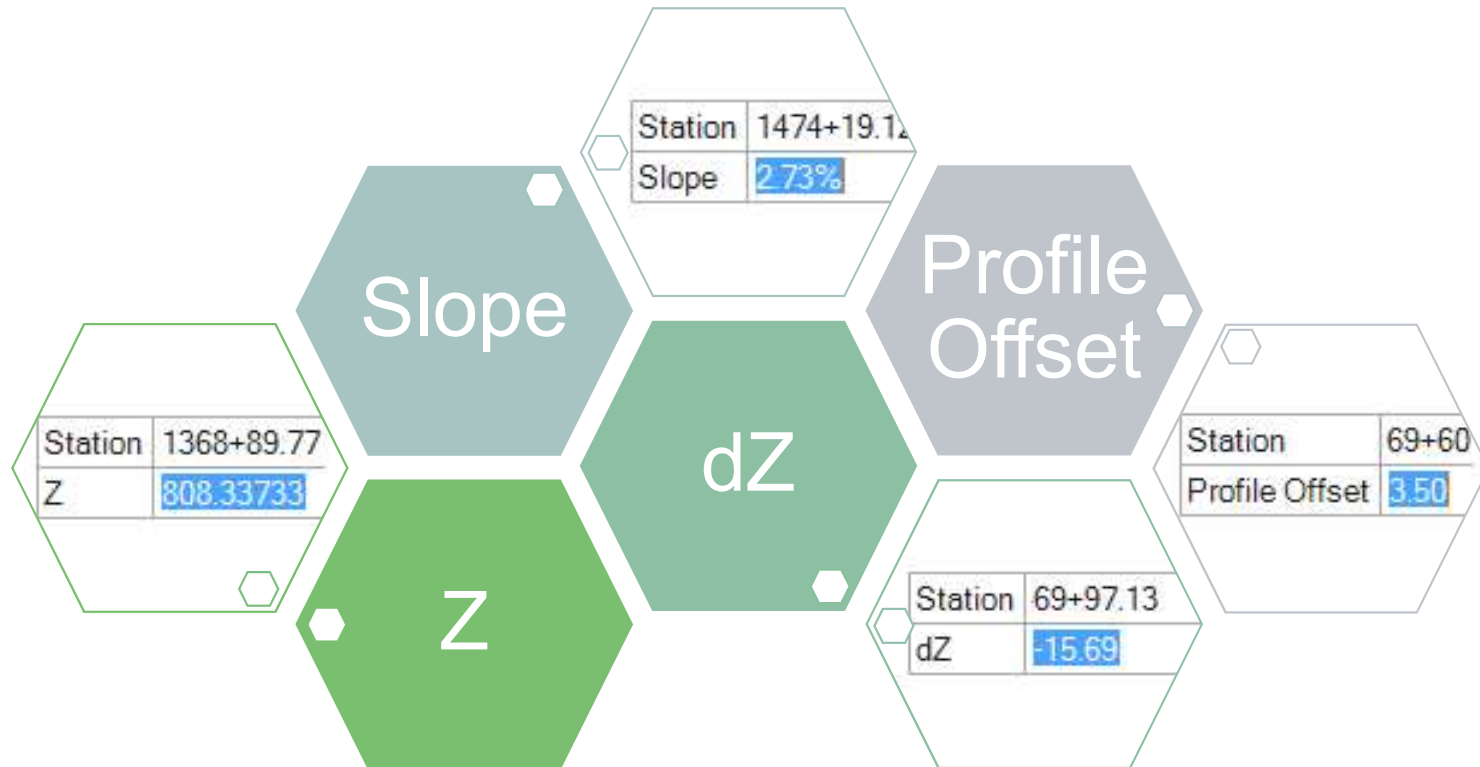 Station 1474+19.12
Slope 2.73%
Slope
Profile
Offset
Station 1368+89.77
Z 808.33733
dZ
Station 69+60
Profile Offset 3.50
Z
Station 69+97.13
dZ -15.69